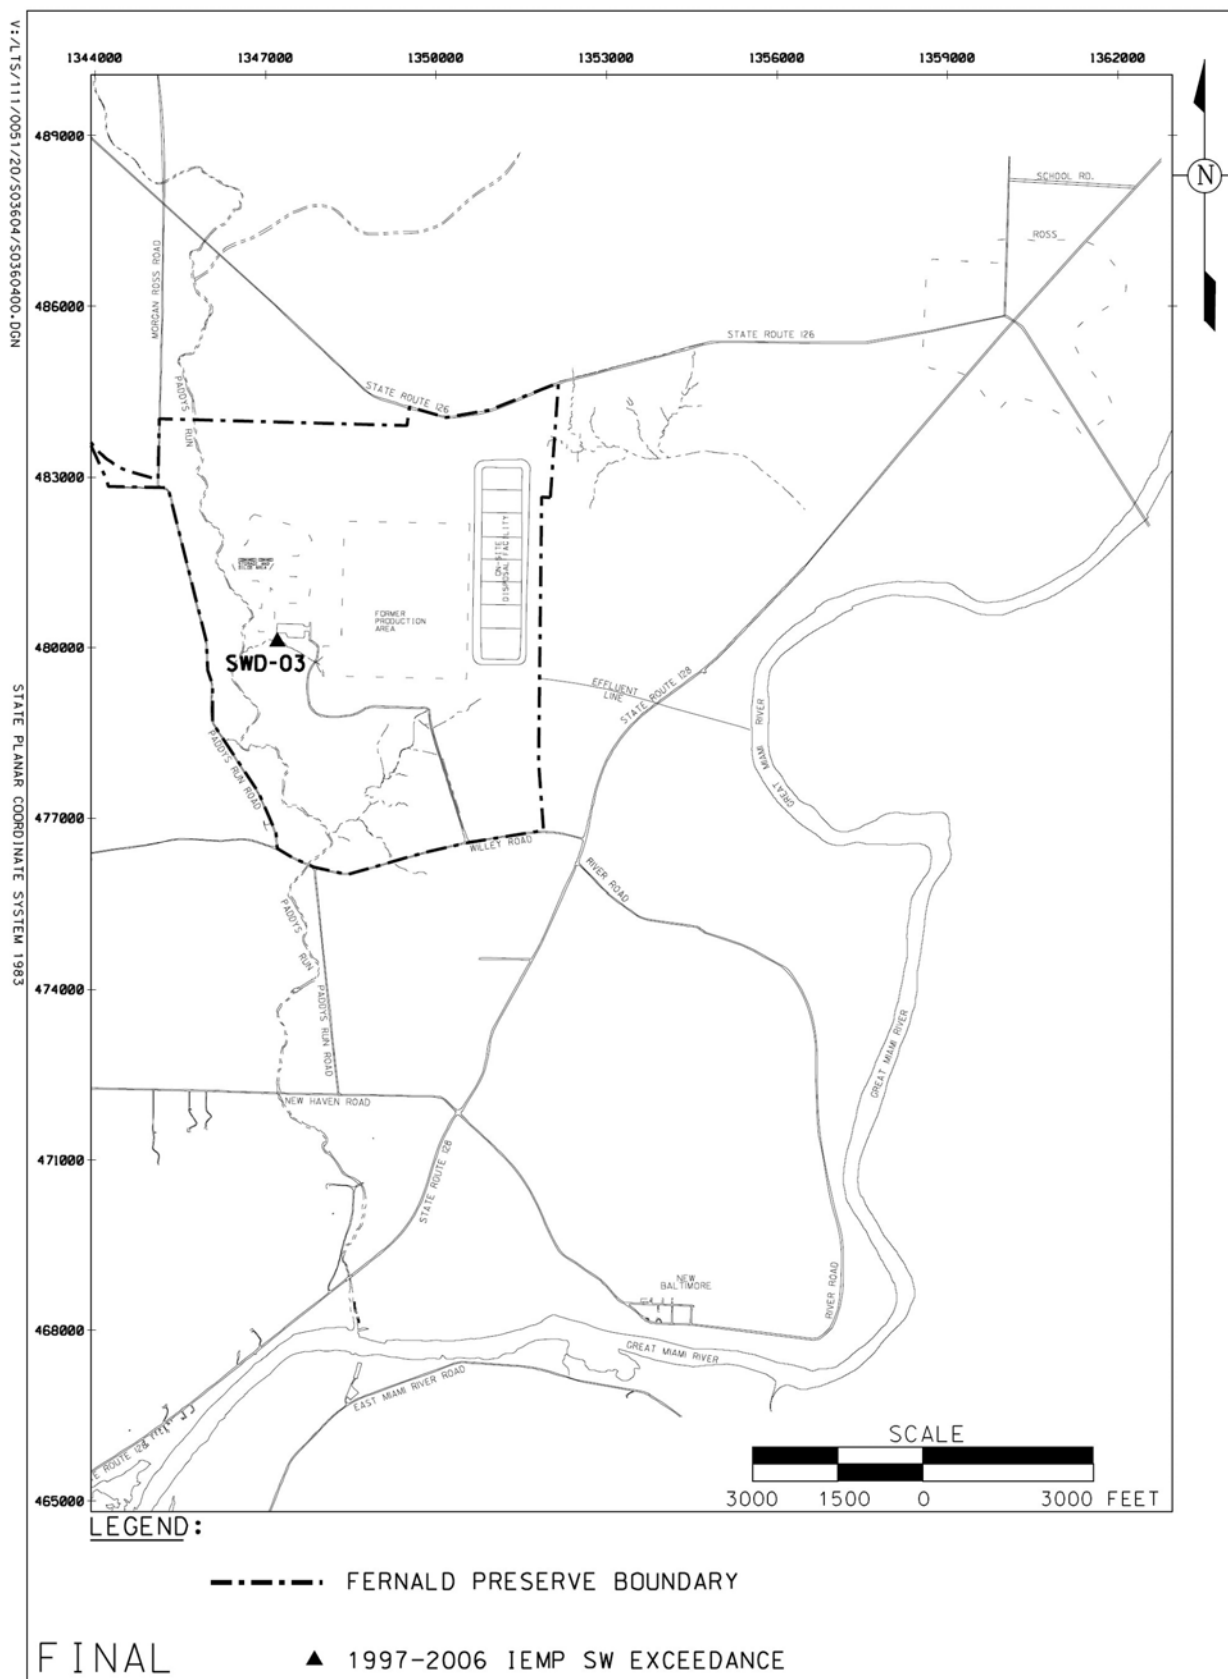 1344000 1347000 1350000 1353000 1356000 1359000 1362000
V:/LTS/111/0051/20/S03604/S0360400.DGN
STATE PLANAR COORDINATE SYSTEM 1983
489000
486000
483000
480000
477000
474000
471000
468000
465000
N
SCHOOL RD.
ROSS
MORGAN ROSS ROAD
STATE ROUTE 126
STATE ROUTE 126
PADDYS
RUN
ON-SITE
DISPOSAL FACILITY
FORMER
PRODUCTION
AREA
SWD-03
EFFLUENT
LINE
STATE ROUTE 128
GREAT MIAMI RIVER
PADDYS RUN ROAD
WILLEY ROAD
RIVER ROAD
PADDYS
RUN
PADDYS RUN ROAD
GREAT MIAMI RIVER
NEW HAVEN ROAD
STATE ROUTE 128
NEW
BALTIMORE
RIVER ROAD
GREAT MIAMI RIVER
EAST MIAMI RIVER ROAD
E ROUTE 128
SCALE
3000 1500 0 3000 FEET
LEGEND:
FERNALD PRESERVE BOUNDARY
FINAL
1997-2006 IEMP SW EXCEEDANCE